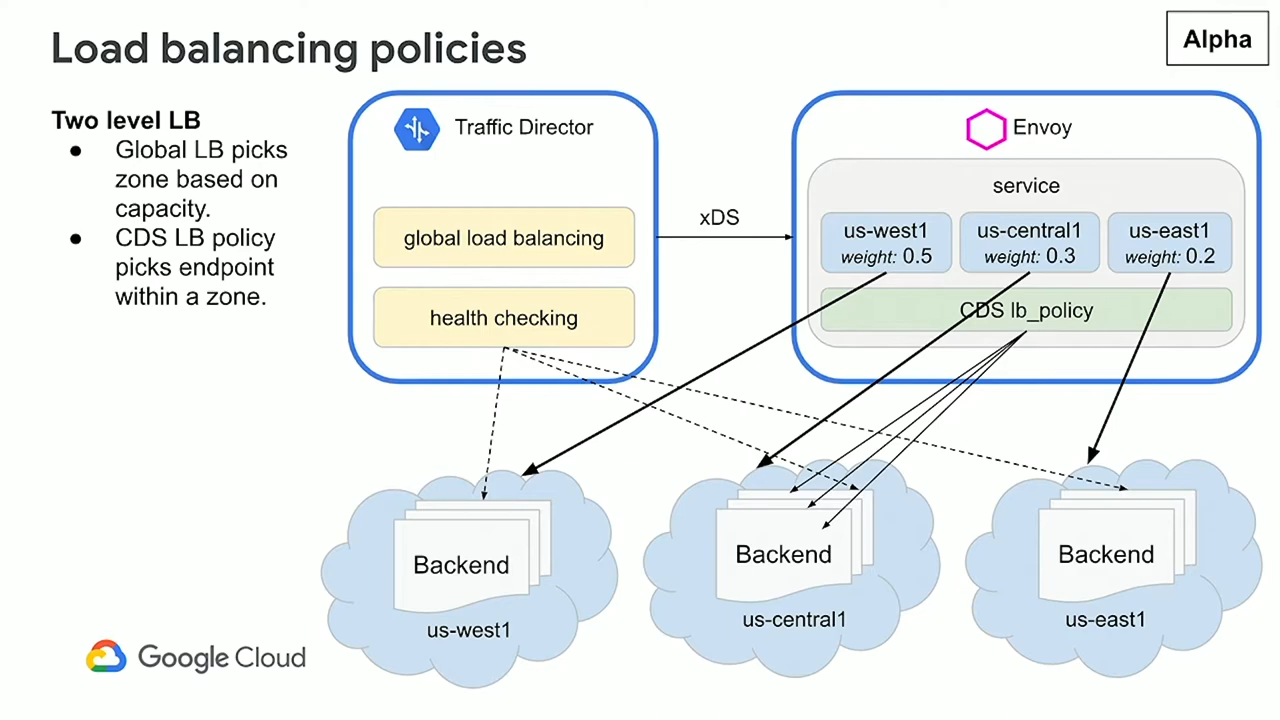 Load balancing policies
Alpha
Two level LB
● Global LB picks
zone based on
capacity.
● CDS LB policy
picks endpoint
within a zone.
Traffic Director
global load balancing
health checking
xDS
Envoy
service
us-west1
weight: 0.5
us-central1
weight: 0.3
us-east1
weight: 0.2
CDS lb_policy
Backend
us-west1
Backend
us-central1
Backend
us-east1
Google Cloud